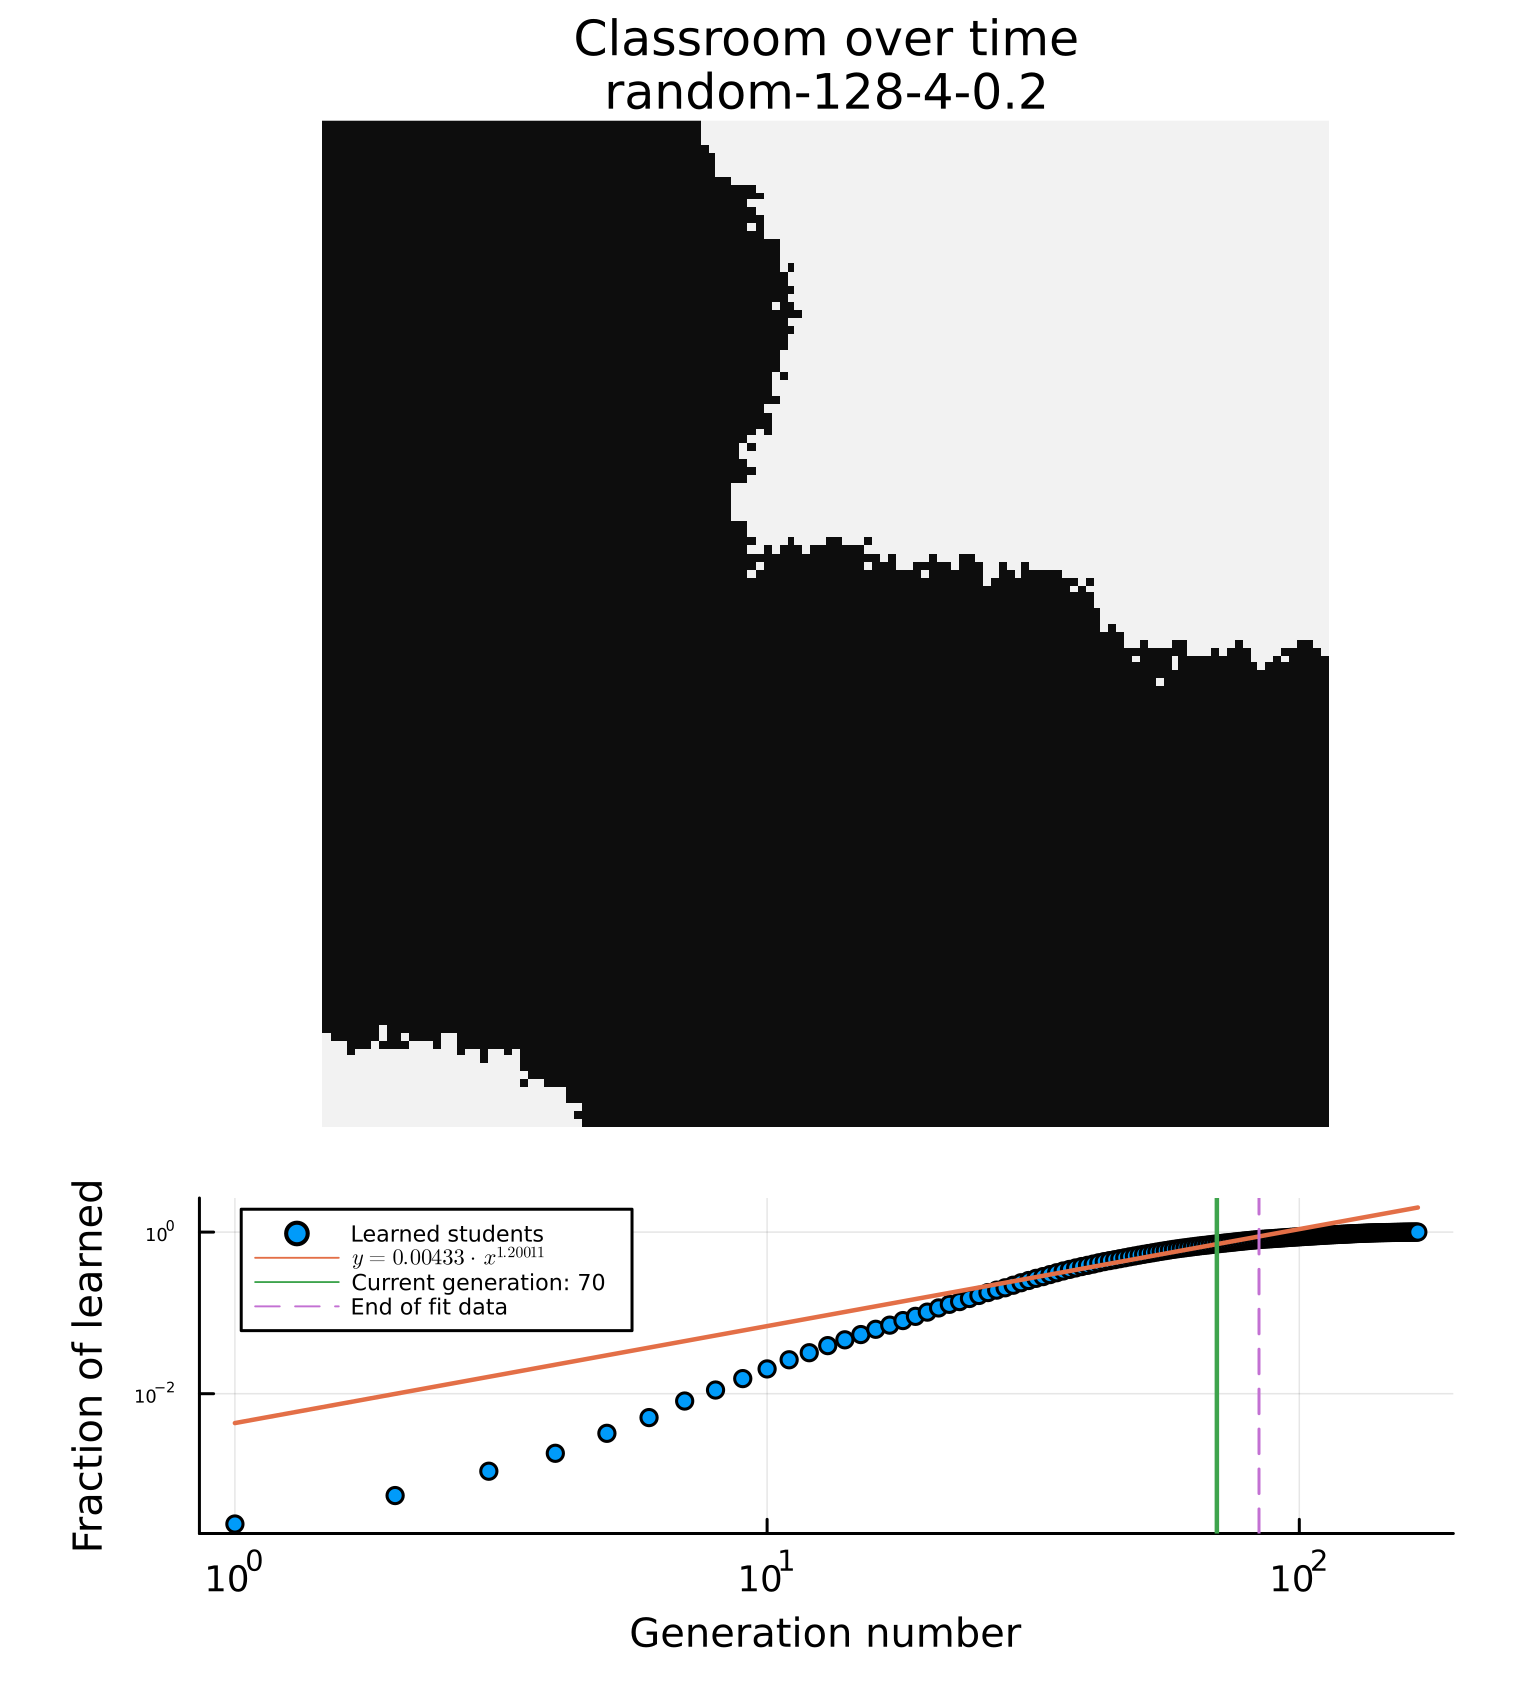 Classroom over time
random-128-4-0.2
Fraction of learned
10^0
10^-2
Learned students
y = 0.00433 · x^1.20011
Current generation: 70
End of fit data
10^0 10^1 10^2
Generation number